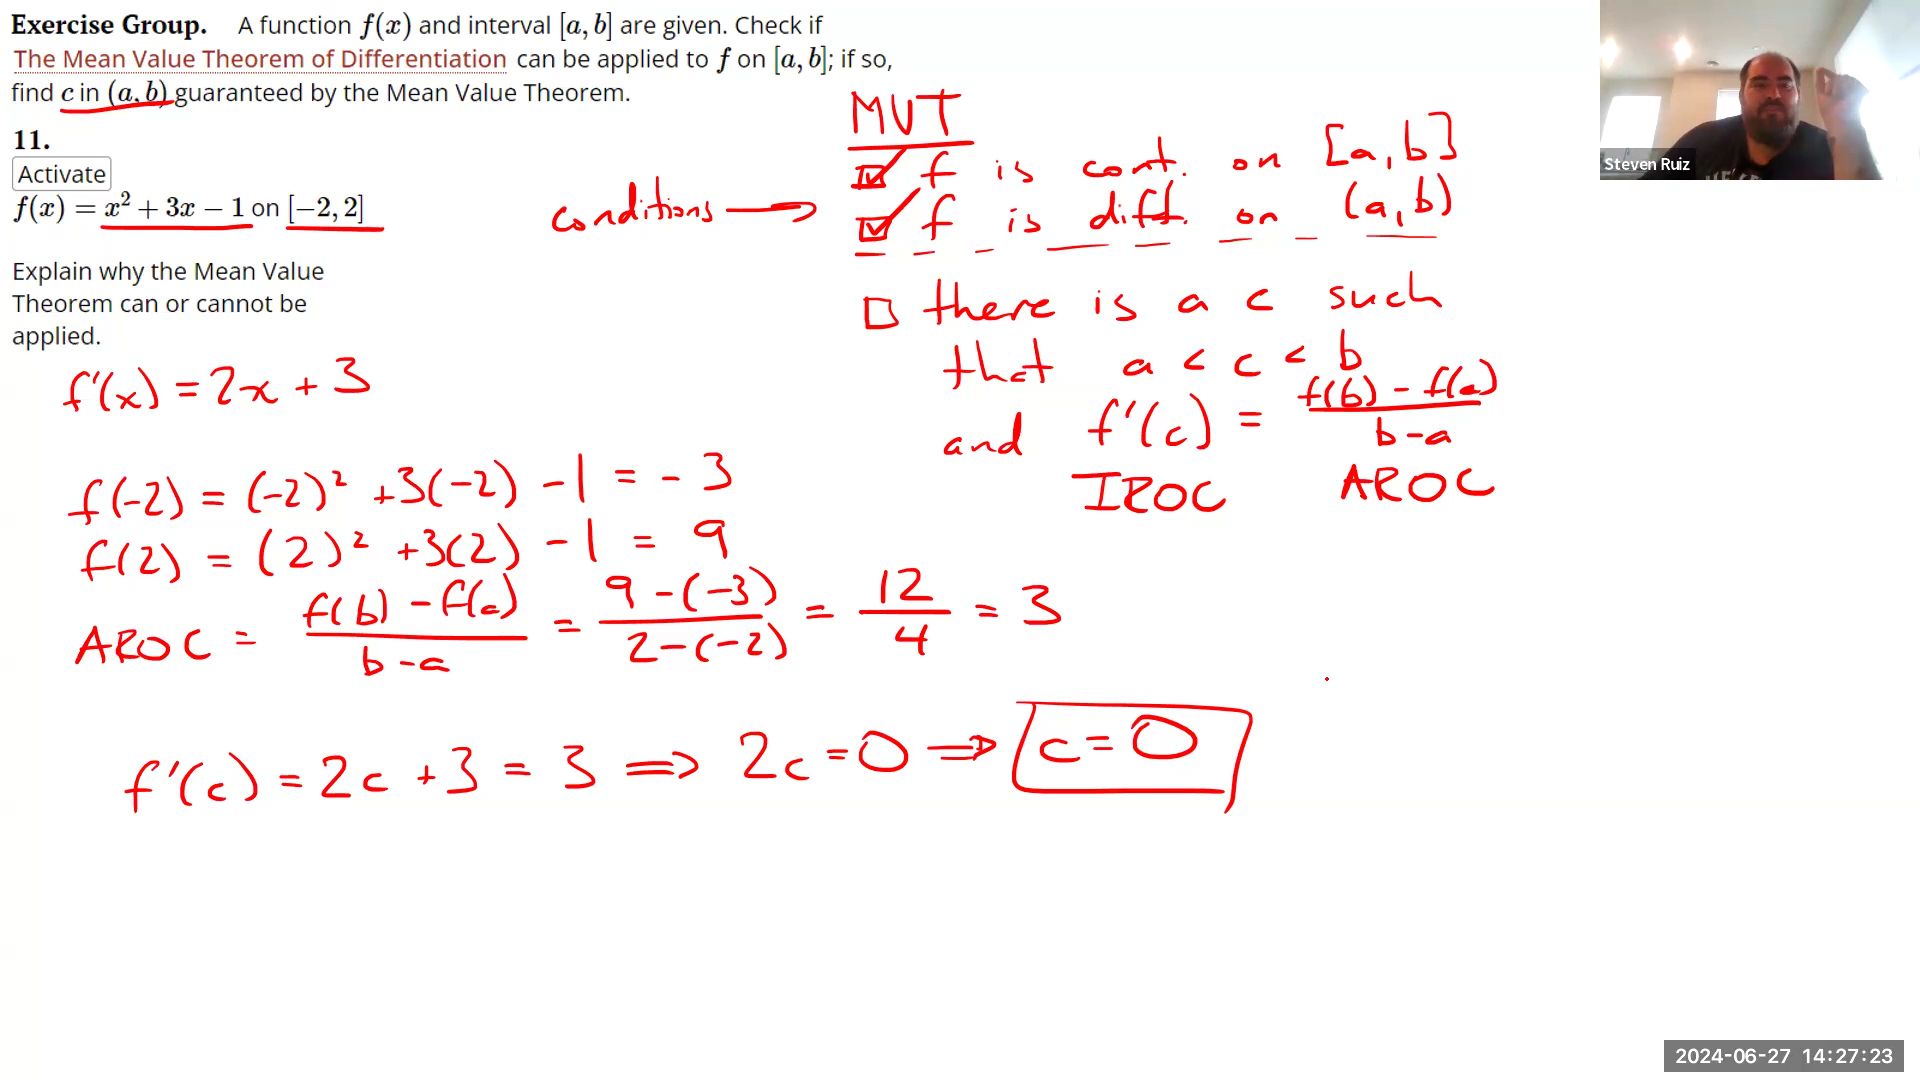 Exercise Group. A function f(x) and interval [a, b] are given. Check if
The Mean Value Theorem of Differentiation can be applied to f on [a, b]; if so,
find c in (a, b) guaranteed by the Mean Value Theorem.
11.
Activate
f(x) = x² + 3x − 1 on [−2, 2]
Explain why the Mean Value
Theorem can or cannot be
applied.
MVT
conditions →
f is cont. on [a, b]
f is diff. on (a, b)
there is a c such
that a < c < b
and f'(c) = (f(b) - f(a))/(b - a)
IROC AROC
f'(x) = 2x + 3
f(-2) = (-2)² + 3(-2) - 1 = -3
f(2) = (2)² + 3(2) - 1 = 9
AROC = (f(b) - f(a))/(b - a) = (9 - (-3))/(2 - (-2)) = 12/4 = 3
f'(c) = 2c + 3 = 3 ⟹ 2c = 0 ⟹ c = 0
Steven Ruiz
2024-06-27 14:27:23